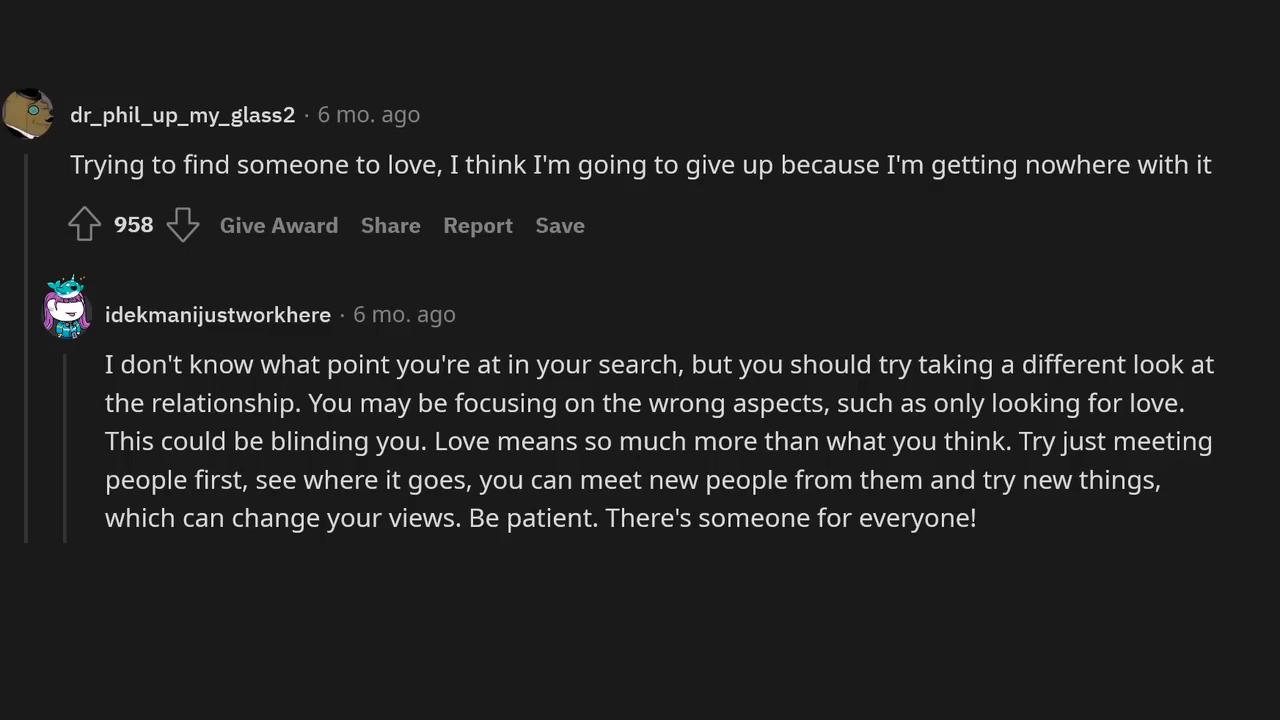 dr_phil_up_my_glass2 · 6 mo. ago
Trying to find someone to love, I think I'm going to give up because I'm getting nowhere with it
958 Give Award Share Report Save
idekmanijustworkhere · 6 mo. ago
I don't know what point you're at in your search, but you should try taking a different look at
the relationship. You may be focusing on the wrong aspects, such as only looking for love.
This could be blinding you. Love means so much more than what you think. Try just meeting
people first, see where it goes, you can meet new people from them and try new things,
which can change your views. Be patient. There's someone for everyone!